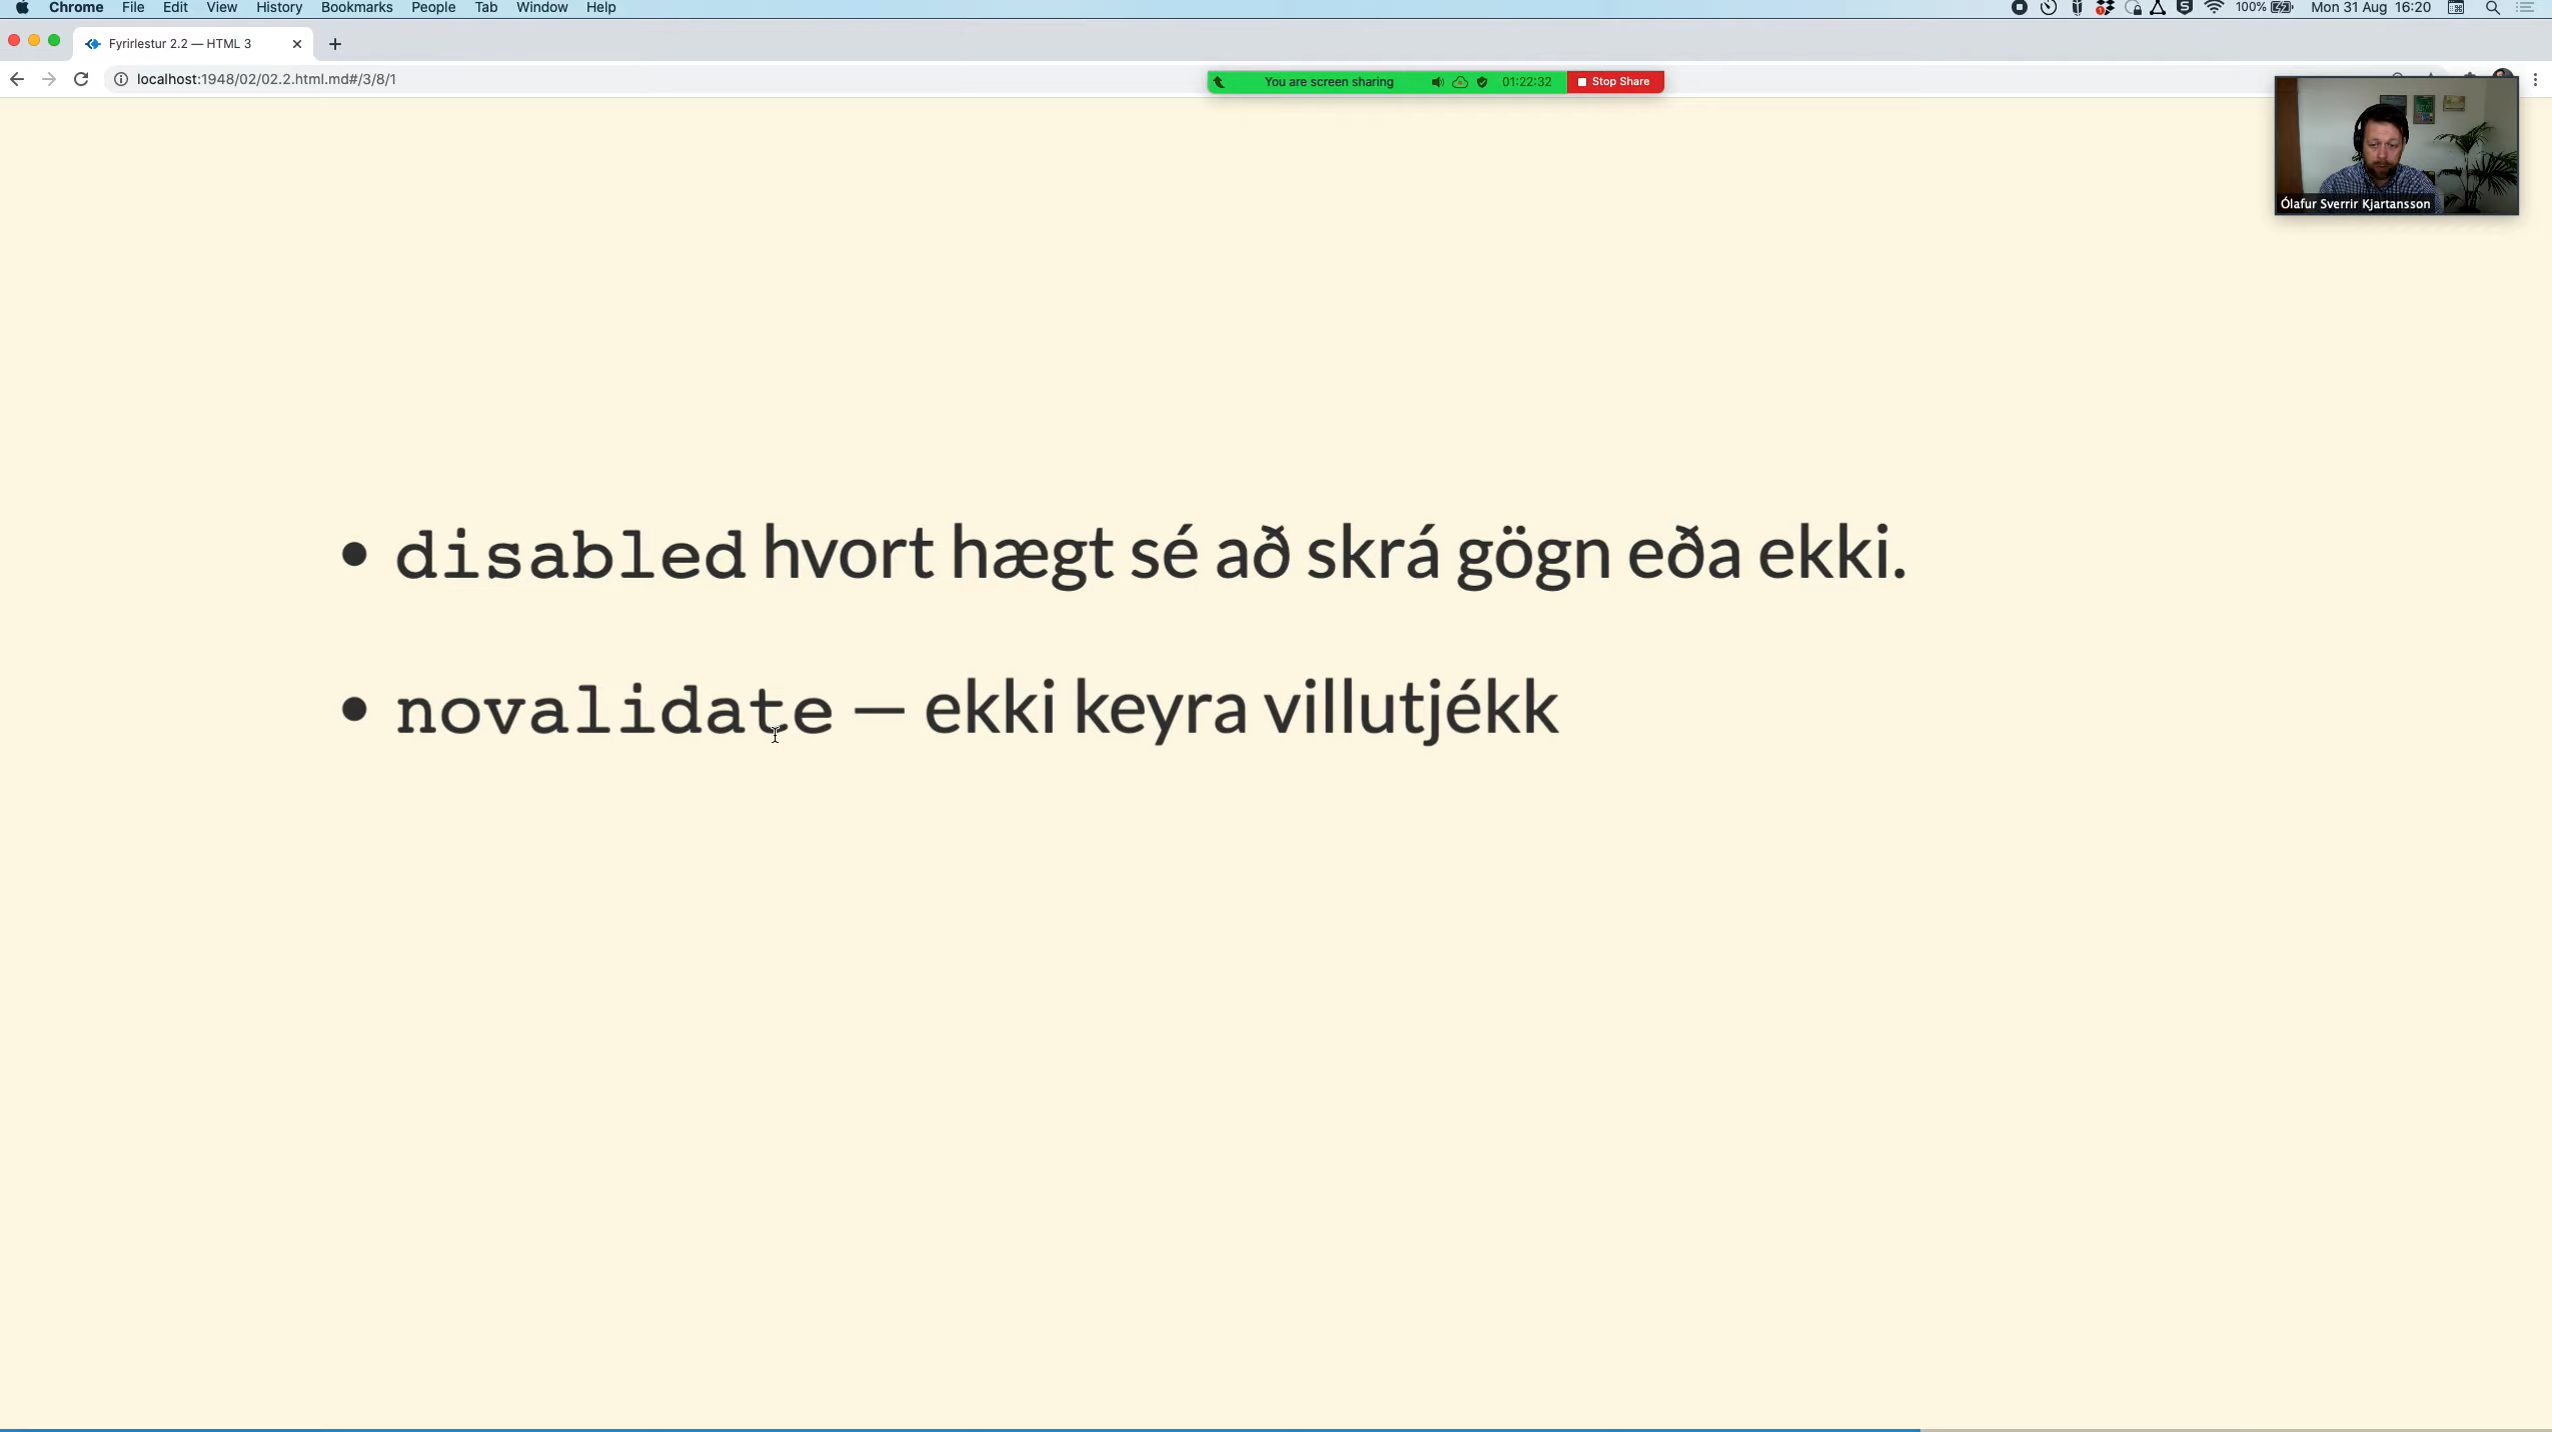 Chrome File Edit View History Bookmarks People Tab Window Help
100% Mon 31 Aug 16:20
Fyrirlestur 2.2 — HTML 3
localhost:1948/02/02.2.html.md#/3/8/1
You are screen sharing 01:22:32 Stop Share
Ólafur Sverrir Kjartansson
• disabled hvort hægt sé að skrá gögn eða ekki.
• novalidate — ekki keyra villutjékk